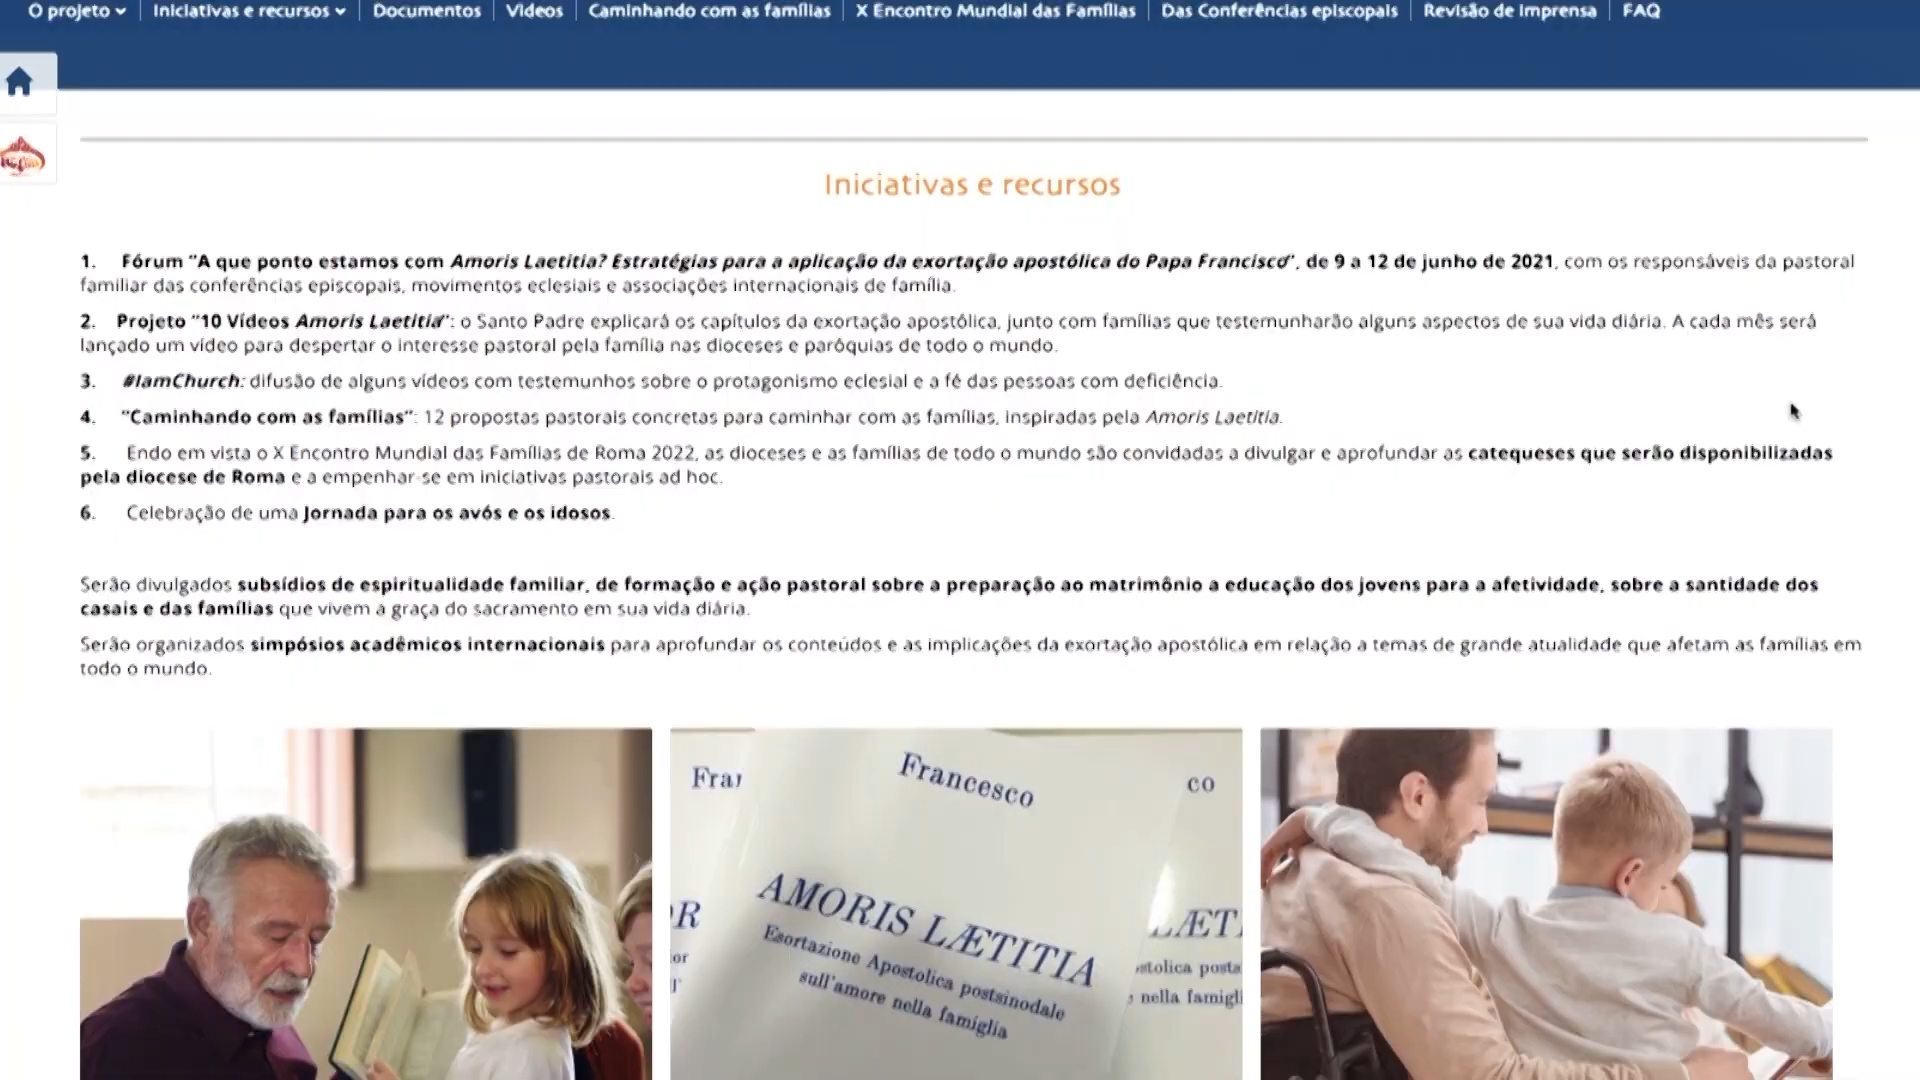 O projeto
Iniciativas e recursos
Documentos
Vídeos
Caminhando com as famílias
X Encontro Mundial das Famílias
Das Conferências episcopais
Revisão de imprensa
FAQ
Iniciativas e recursos
1. Fórum "A que ponto estamos com Amoris Laetitia? Estratégias para a aplicação da exortação apostólica do Papa Francisco", de 9 a 12 de junho de 2021, com os responsáveis da pastoral
familiar das conferências episcopais, movimentos eclesiais e associações internacionais de família.
2. Projeto "10 Vídeos Amoris Laetitia": o Santo Padre explicará os capítulos da exortação apostólica, junto com famílias que testemunharão alguns aspectos de sua vida diária. A cada mês será
lançado um vídeo para despertar o interesse pastoral pela família nas dioceses e paróquias de todo o mundo.
3. #IamChurch: difusão de alguns vídeos com testemunhos sobre o protagonismo eclesial e a fé das pessoas com deficiência.
4. "Caminhando com as famílias": 12 propostas pastorais concretas para caminhar com as famílias, inspiradas pela Amoris Laetitia.
5. Endo em vista o X Encontro Mundial das Famílias de Roma 2022, as dioceses e as famílias de todo o mundo são convidadas a divulgar e aprofundar as catequeses que serão disponibilizadas
pela diocese de Roma e a empenhar-se em iniciativas pastorais ad hoc.
6. Celebração de uma Jornada para os avós e os idosos.
Serão divulgados subsídios de espiritualidade familiar, de formação e ação pastoral sobre a preparação ao matrimônio a educação dos jovens para a afetividade, sobre a santidade dos
casais e das famílias que vivem a graça do sacramento em sua vida diária.
Serão organizados simpósios acadêmicos internacionais para aprofundar os conteúdos e as implicações da exortação apostólica em relação a temas de grande atualidade que afetam as famílias em
todo o mundo.
Fra
Francesco
co
AMORIS LÆTITIA
Esortazione Apostolica postsinodale
sull'amore nella famiglia
R
or
ÆT
stolica posts
nella famigl